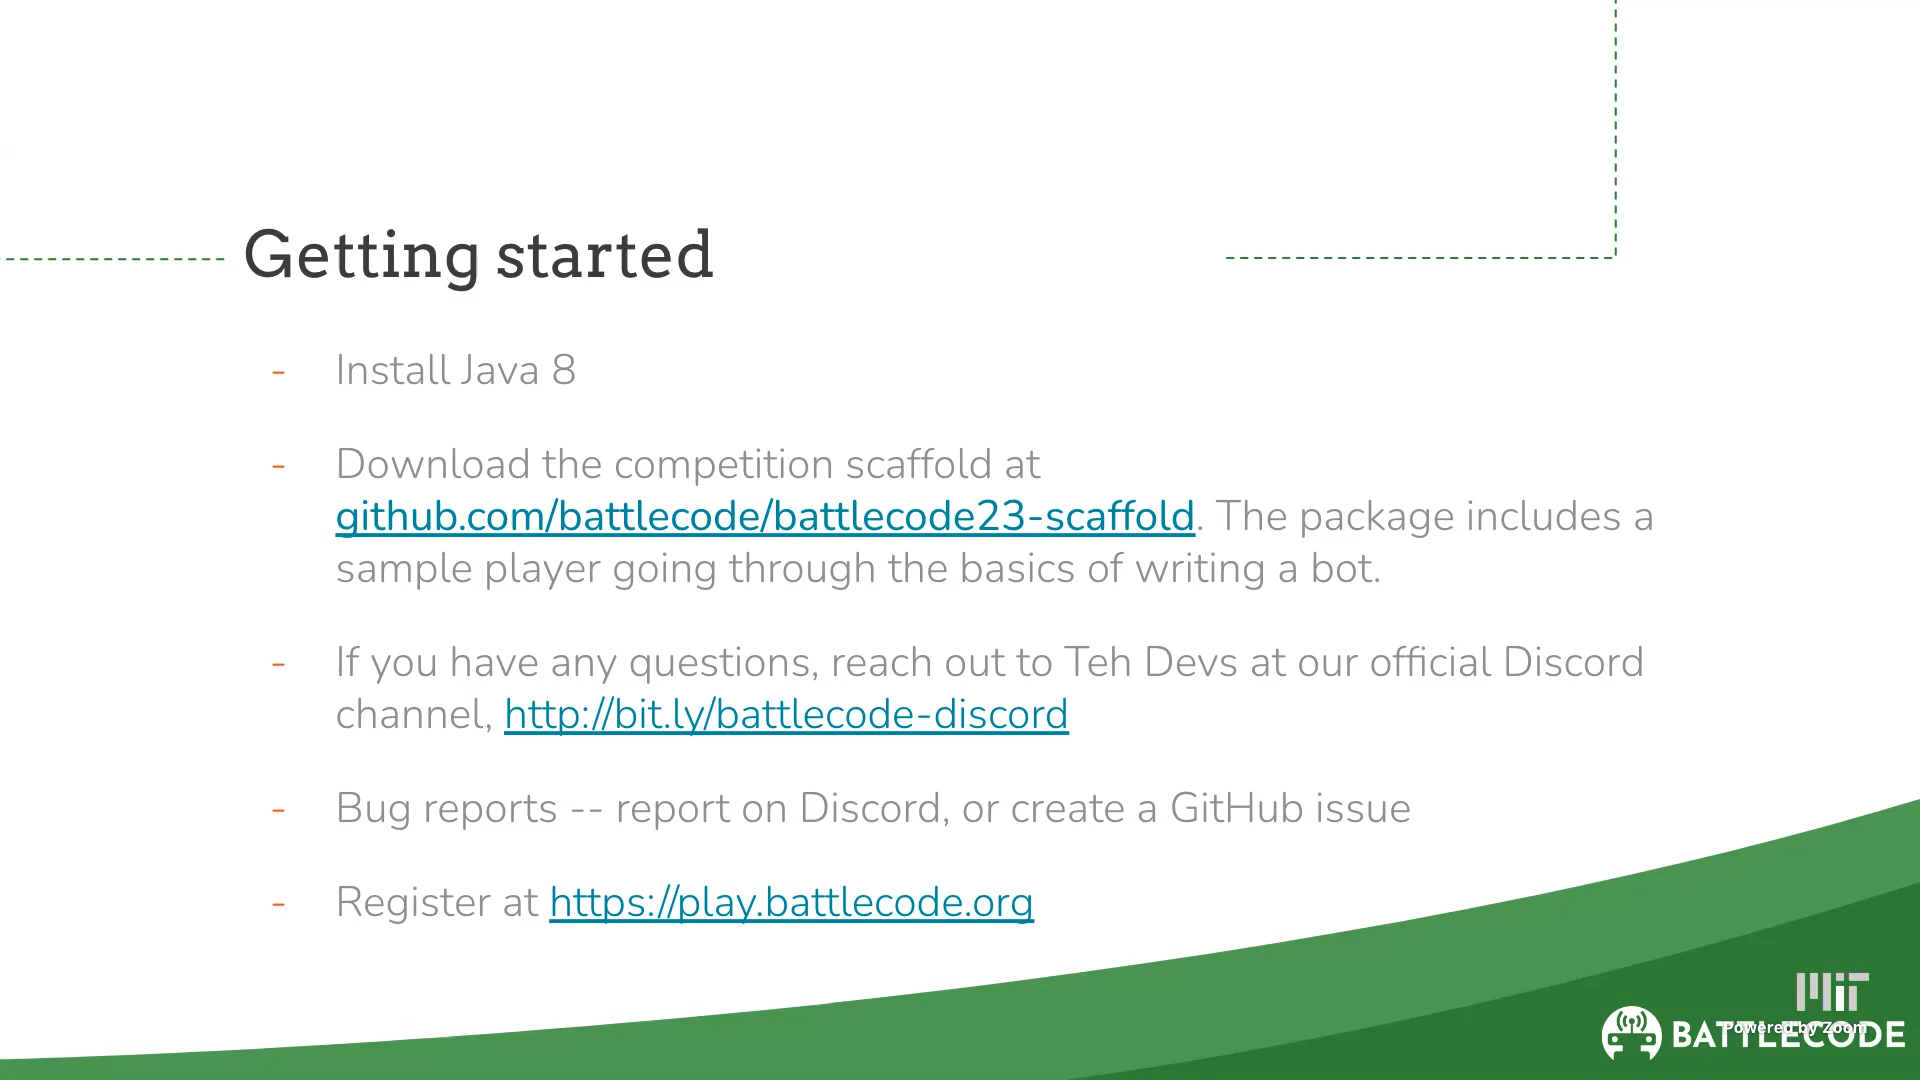 Getting started
- Install Java 8
- Download the competition scaffold at
github.com/battlecode/battlecode23-scaffold. The package includes a
sample player going through the basics of writing a bot.
- If you have any questions, reach out to Teh Devs at our official Discord
channel, http://bit.ly/battlecode-discord
- Bug reports -- report on Discord, or create a GitHub issue
- Register at https://play.battlecode.org
MIT
Powered by Zoom
BATTLECODE